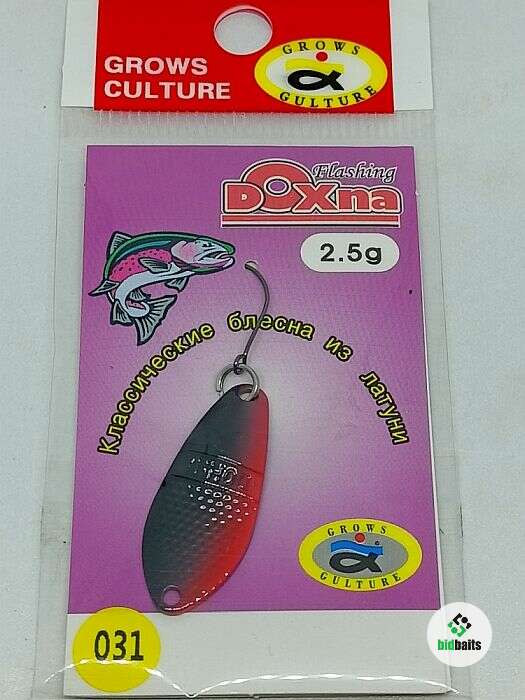 GROWS
CULTURE
GROWS
GULTURE
Flashing
DOXna
2.5g
Классические блесна из латуни
GROWS
GULTURE
031
bidbaits